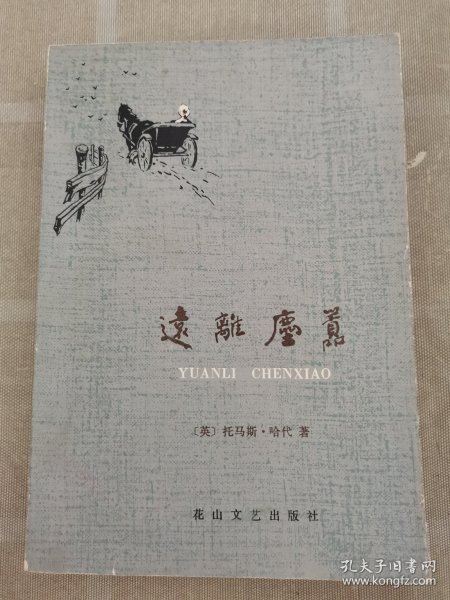 遠離塵囂
YUANLI CHENXIAO
〔英〕托马斯·哈代 著
花山文艺出版社
孔夫子旧书网
www.kongfz.com